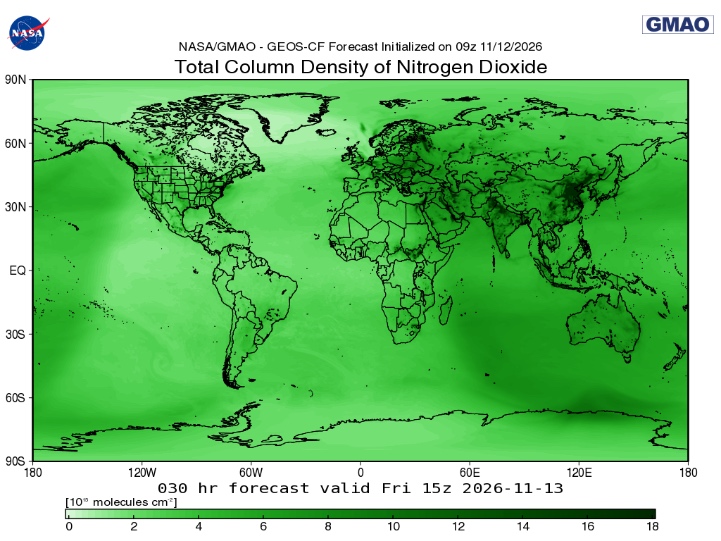 NASA
GMAO
NASA/GMAO - GEOS-CF Forecast Initialized on 09z 11/12/2026
Total Column Density of Nitrogen Dioxide
90N
60N
30N
EQ
30S
60S
90S
180 120W 60W 0 60E 120E 180
030 hr forecast valid Fri 15z 2026-11-13
[10¹⁵ molecules cm⁻²]
0 2 4 6 8 10 12 14 16 18